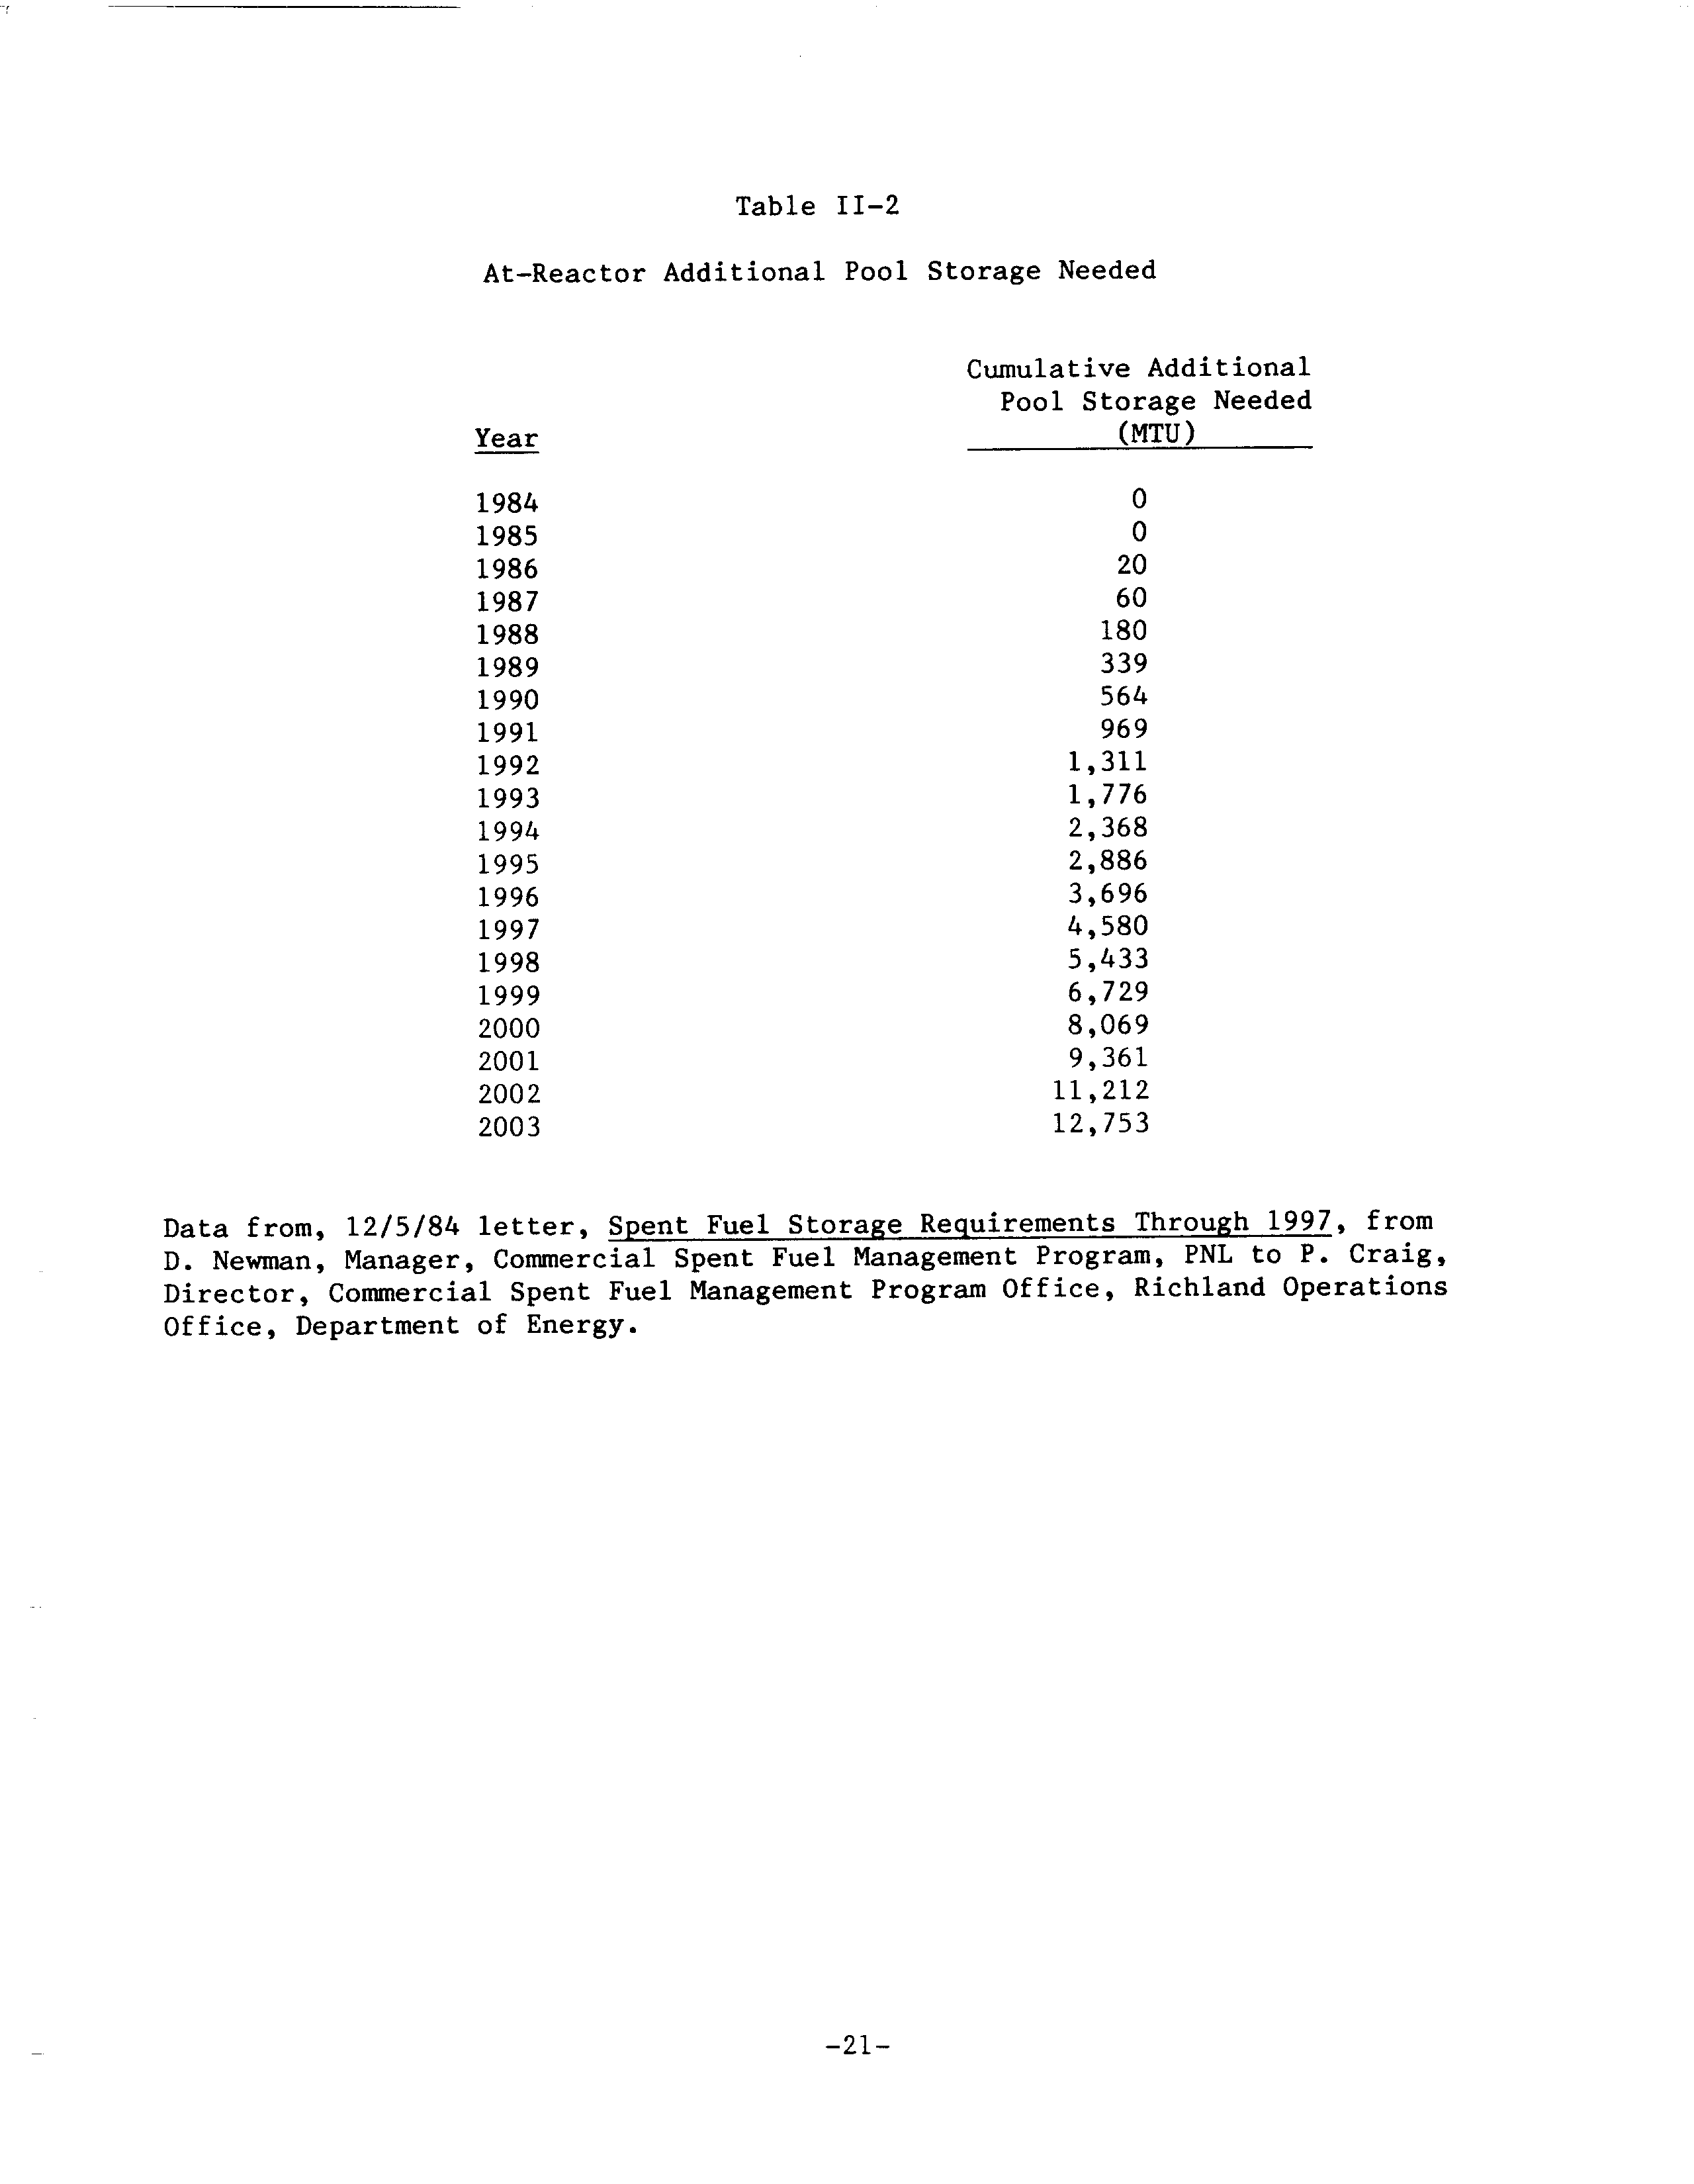 Table II-2
At-Reactor Additional Pool Storage Needed
Cumulative Additional
Pool Storage Needed
Year (MTU)
1984 0
1985 0
1986 20
1987 60
1988 180
1989 339
1990 564
1991 969
1992 1,311
1993 1,776
1994 2,368
1995 2,886
1996 3,696
1997 4,580
1998 5,433
1999 6,729
2000 8,069
2001 9,361
2002 11,212
2003 12,753
Data from, 12/5/84 letter, Spent Fuel Storage Requirements Through 1997, from
D. Newman, Manager, Commercial Spent Fuel Management Program, PNL to P. Craig,
Director, Commercial Spent Fuel Management Program Office, Richland Operations
Office, Department of Energy.
-21-